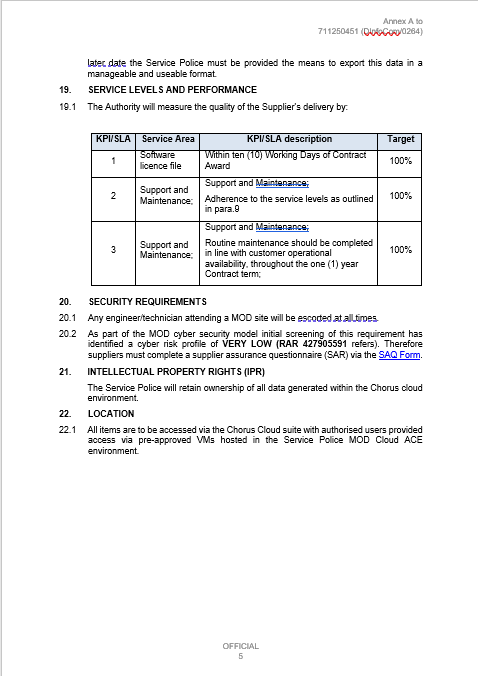 Annex A to
711250451 (DInfoCom/0264)
later date the Service Police must be provided the means to export this data in a
manageable and useable format.
19. SERVICE LEVELS AND PERFORMANCE
19.1 The Authority will measure the quality of the Supplier's delivery by:
KPI/SLA Service Area KPI/SLA description Target
1 Software licence file Within ten (10) Working Days of Contract Award 100%
2 Support and Maintenance; Support and Maintenance;
Adherence to the service levels as outlined
in para.9 100%
3 Support and Maintenance; Support and Maintenance;
Routine maintenance should be completed
in line with customer operational
availability, throughout the one (1) year
Contract term; 100%
20. SECURITY REQUIREMENTS
20.1 Any engineer/technician attending a MOD site will be escorted at all times.
20.2 As part of the MOD cyber security model initial screening of this requirement has
identified a cyber risk profile of VERY LOW (RAR 427905591 refers). Therefore
suppliers must complete a supplier assurance questionnaire (SAR) via the SAQ Form.
21. INTELLECTUAL PROPERTY RIGHTS (IPR)
The Service Police will retain ownership of all data generated within the Chorus cloud
environment.
22. LOCATION
22.1 All items are to be accessed via the Chorus Cloud suite with authorised users provided
access via pre-approved VMs hosted in the Service Police MOD Cloud ACE
environment.
OFFICIAL
5